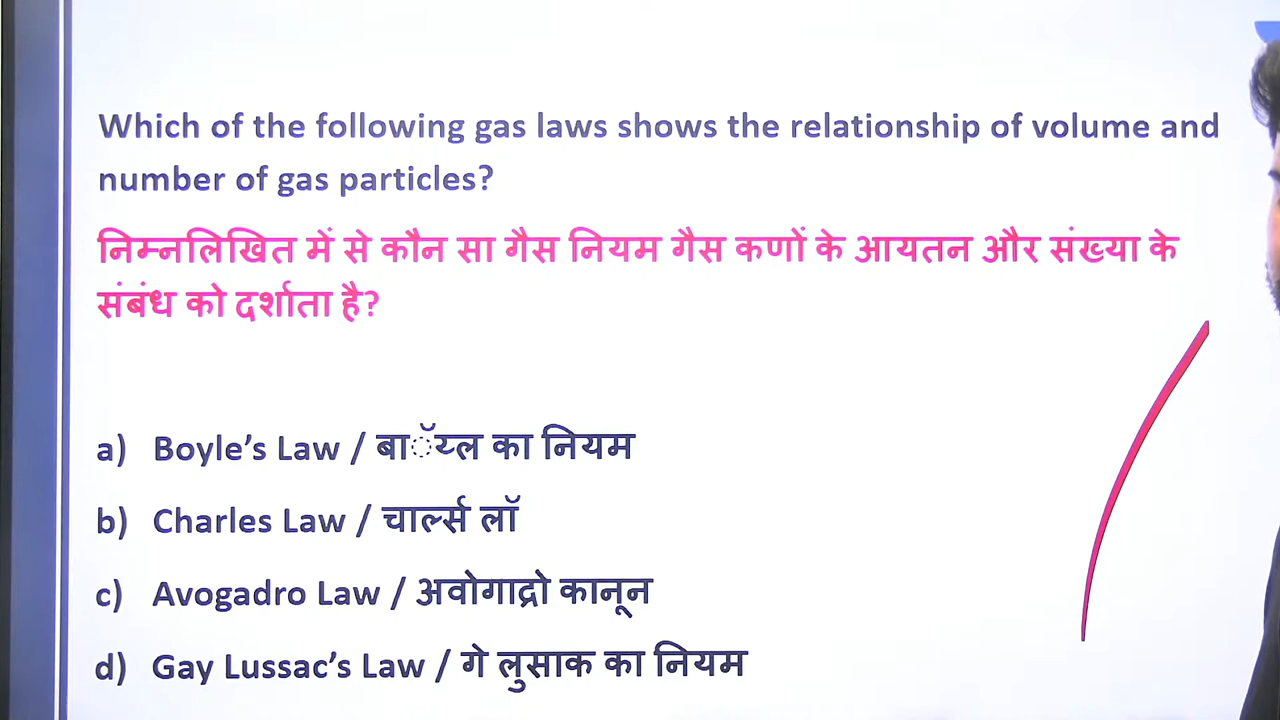 Which of the following gas laws shows the relationship of volume and
number of gas particles?
निम्नलिखित में से कौन सा गैस नियम गैस कणों के आयतन और संख्या के
संबंध को दर्शाता है?
a) Boyle’s Law / बाॅय्ल का नियम
b) Charles Law / चार्ल्स लॉ
c) Avogadro Law / अवोगाद्रो कानून
d) Gay Lussac’s Law / गे लुसाक का नियम